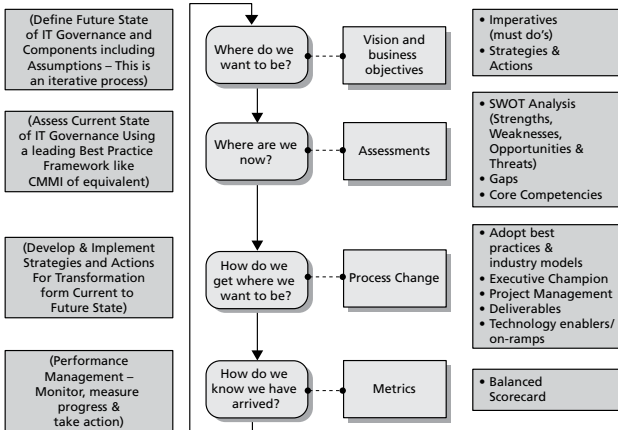 (Define Future State
of IT Governance and
Components including
Assumptions – This is
an iterative process)
Where do we
want to be?
Vision and
business
objectives
• Imperatives
(must do's)
• Strategies &
Actions
(Assess Current State
of IT Governance Using
a leading Best Practice
Framework like
CMMI of equivalent)
Where are we
now?
Assessments
• SWOT Analysis
(Strengths,
Weaknesses,
Opportunities &
Threats)
• Gaps
• Core Competencies
(Develop & Implement
Strategies and Actions
For Transformation
form Current to
Future State)
How do we
get where we
want to be?
Process Change
• Adopt best
practices &
industry models
• Executive Champion
• Project Management
• Deliverables
• Technology enablers/
on-ramps
(Performance
Management –
Monitor, measure
progress &
take action)
How do we
know we have
arrived?
Metrics
• Balanced
Scorecard